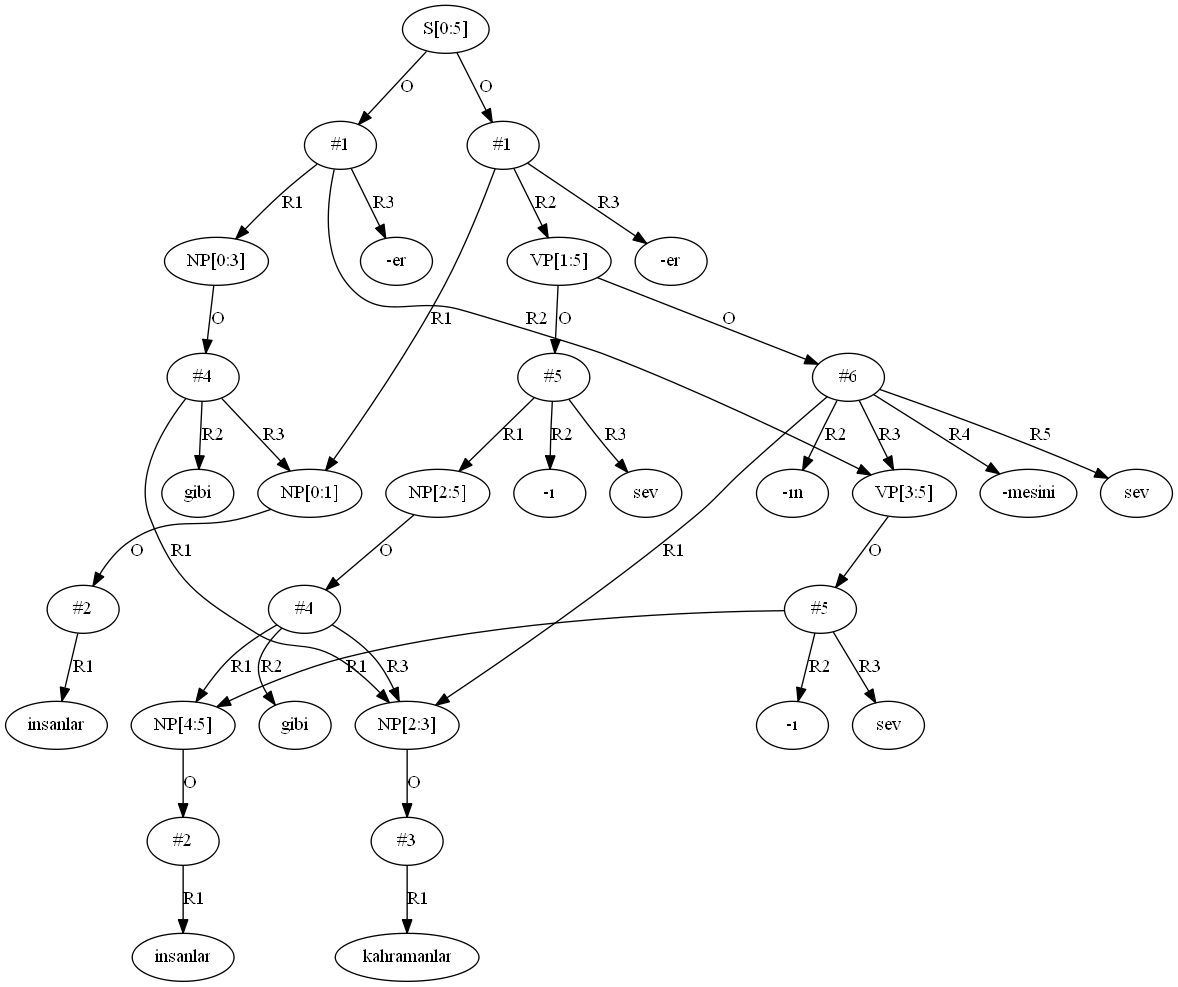 S[0:5]
O O
#1 #1
R1 R3 R2 R3
NP[0:3] -er VP[1:5] -er
O R1 R2 O O
#4 #5 #6
R2 R3 R1 R2 R3 R2 R3 R4 R5
gibi NP[0:1] NP[2:5] -ı sev -ın VP[3:5] -mesini sev
O R1 O R1 O
#2 #4 #5
R1 R1 R2 R1 R3 R2 R3
insanlar NP[4:5] gibi NP[2:3] -ı sev
O O
#2 #3
R1 R1
insanlar kahramanlar